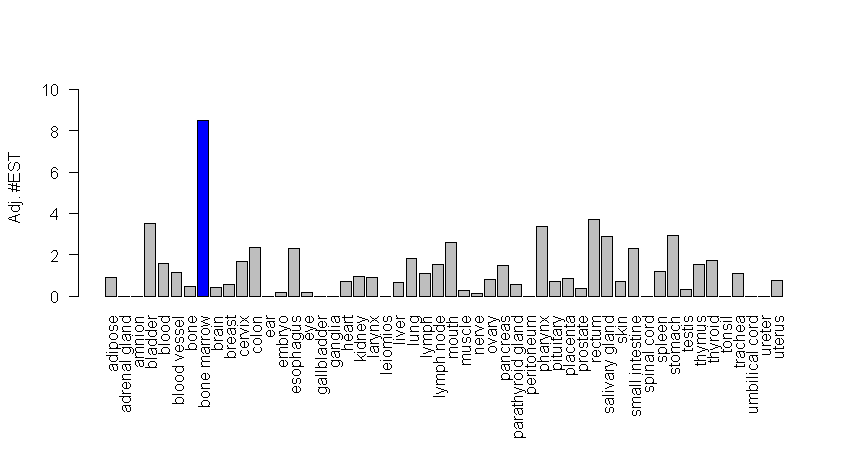 Adj. #EST
10
8
6
4
2
0
adipose
adrenal gland
amnion
bladder
blood
blood vessel
bone
bone marrow
brain
breast
cervix
colon
ear
embryo
esophagus
eye
gallbladder
ganglia
heart
kidney
larynx
leiomios
liver
lung
lymph
lymph node
mouth
muscle
nerve
ovary
pancreas
parathyroid gland
peritoneum
pharynx
pituitary
placenta
prostate
rectum
salivary gland
skin
small intestine
spinal cord
spleen
stomach
testis
thymus
thyroid
tonsil
trachea
umbilical cord
ureter
uterus